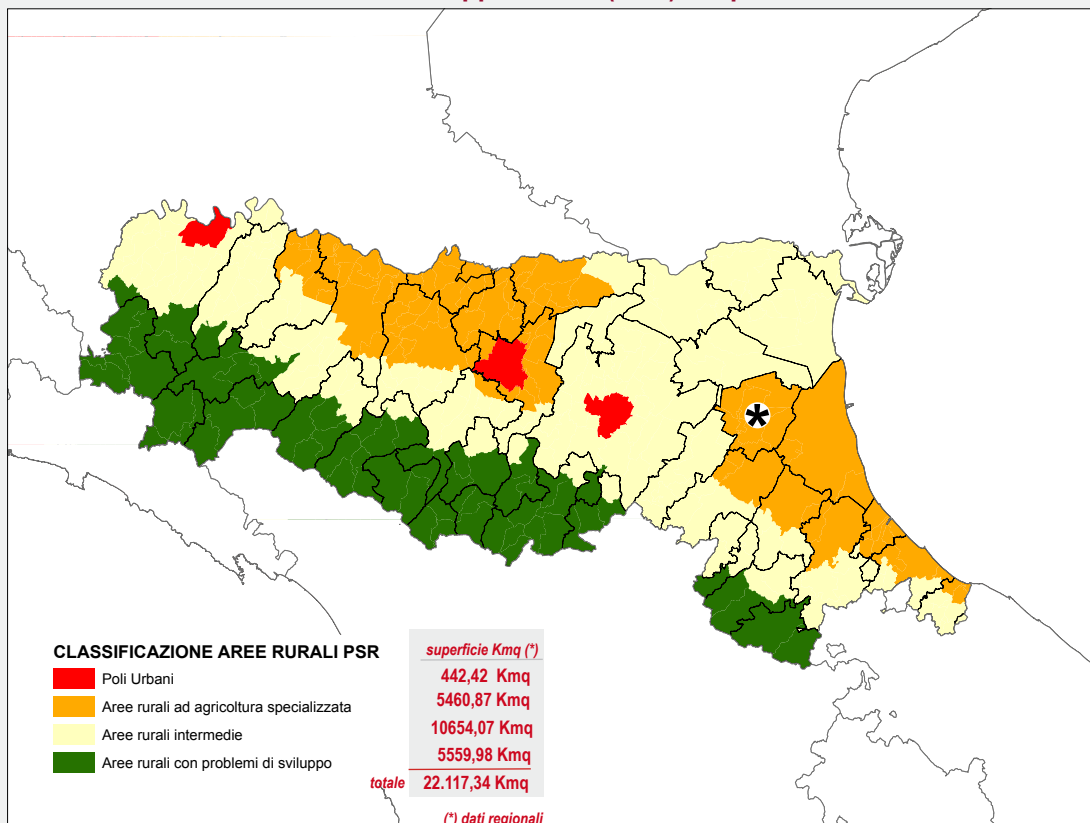 CLASSIFICAZIONE AREE RURALI PSR
superficie Kmq (*)
Poli Urbani
442,42 Kmq
Aree rurali ad agricoltura specializzata
5460,87 Kmq
Aree rurali intermedie
10654,07 Kmq
Aree rurali con problemi di sviluppo
5559,98 Kmq
totale 22.117,34 Kmq
(*) dati regionali